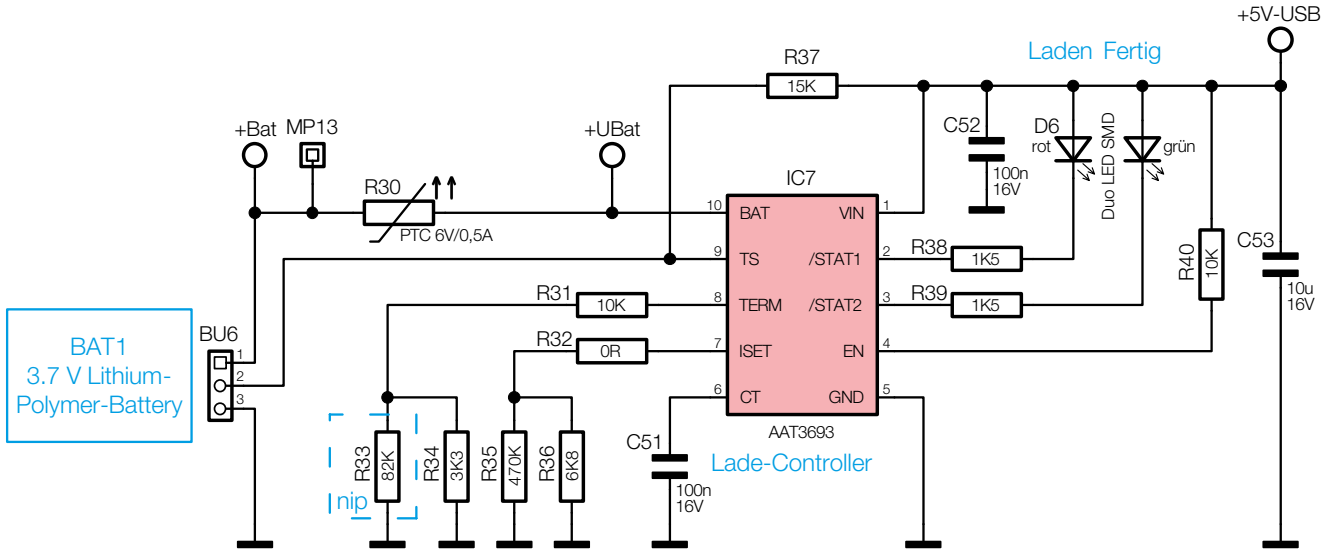 +5V-USB
Laden Fertig
R37
15K
+Bat
MP13
+UBat
C52
100n
16V
D6
rot
Duo LED SMD
grün
R30
PTC 6V/0,5A
IC7
10 BAT VIN 1
9 TS /STAT1 2
8 TERM /STAT2 3
7 ISET EN 4
6 CT GND 5
AAT3693
Lade-Controller
R38
1K5
R39
1K5
R40
10K
C53
10u
16V
R31
10K
R32
0R
BAT1
3.7 V Lithium-
Polymer-Battery
BU6
1
2
3
R33
82K
nip
R34
3K3
R35
470K
R36
6K8
C51
100n
16V